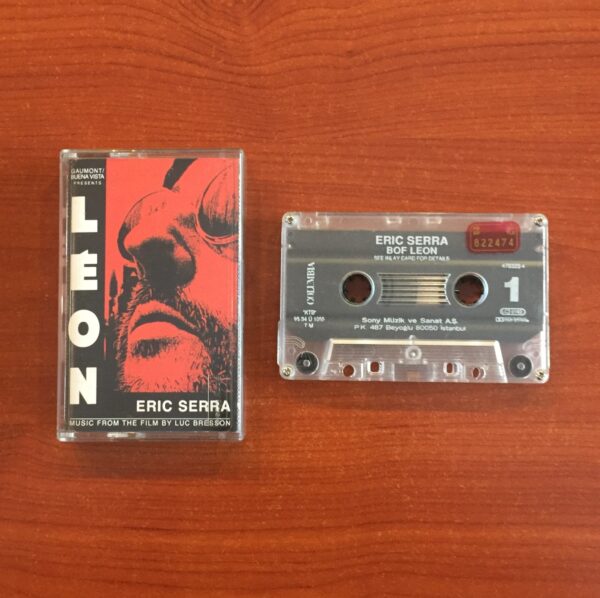 GAUMONT/
BUENA VISTA
PRESENTS
LÉON
ERIC SERRA
MUSIC FROM THE FILM BY LUC BRESSON
ERIC SERRA
BOF LEON
SEE INLAY CARD FOR DETAILS
822474
COLUMBIA
1
Sony Müzik ve Sanat A.Ş.
P K 487 Beyoğlu 80050 İstanbul